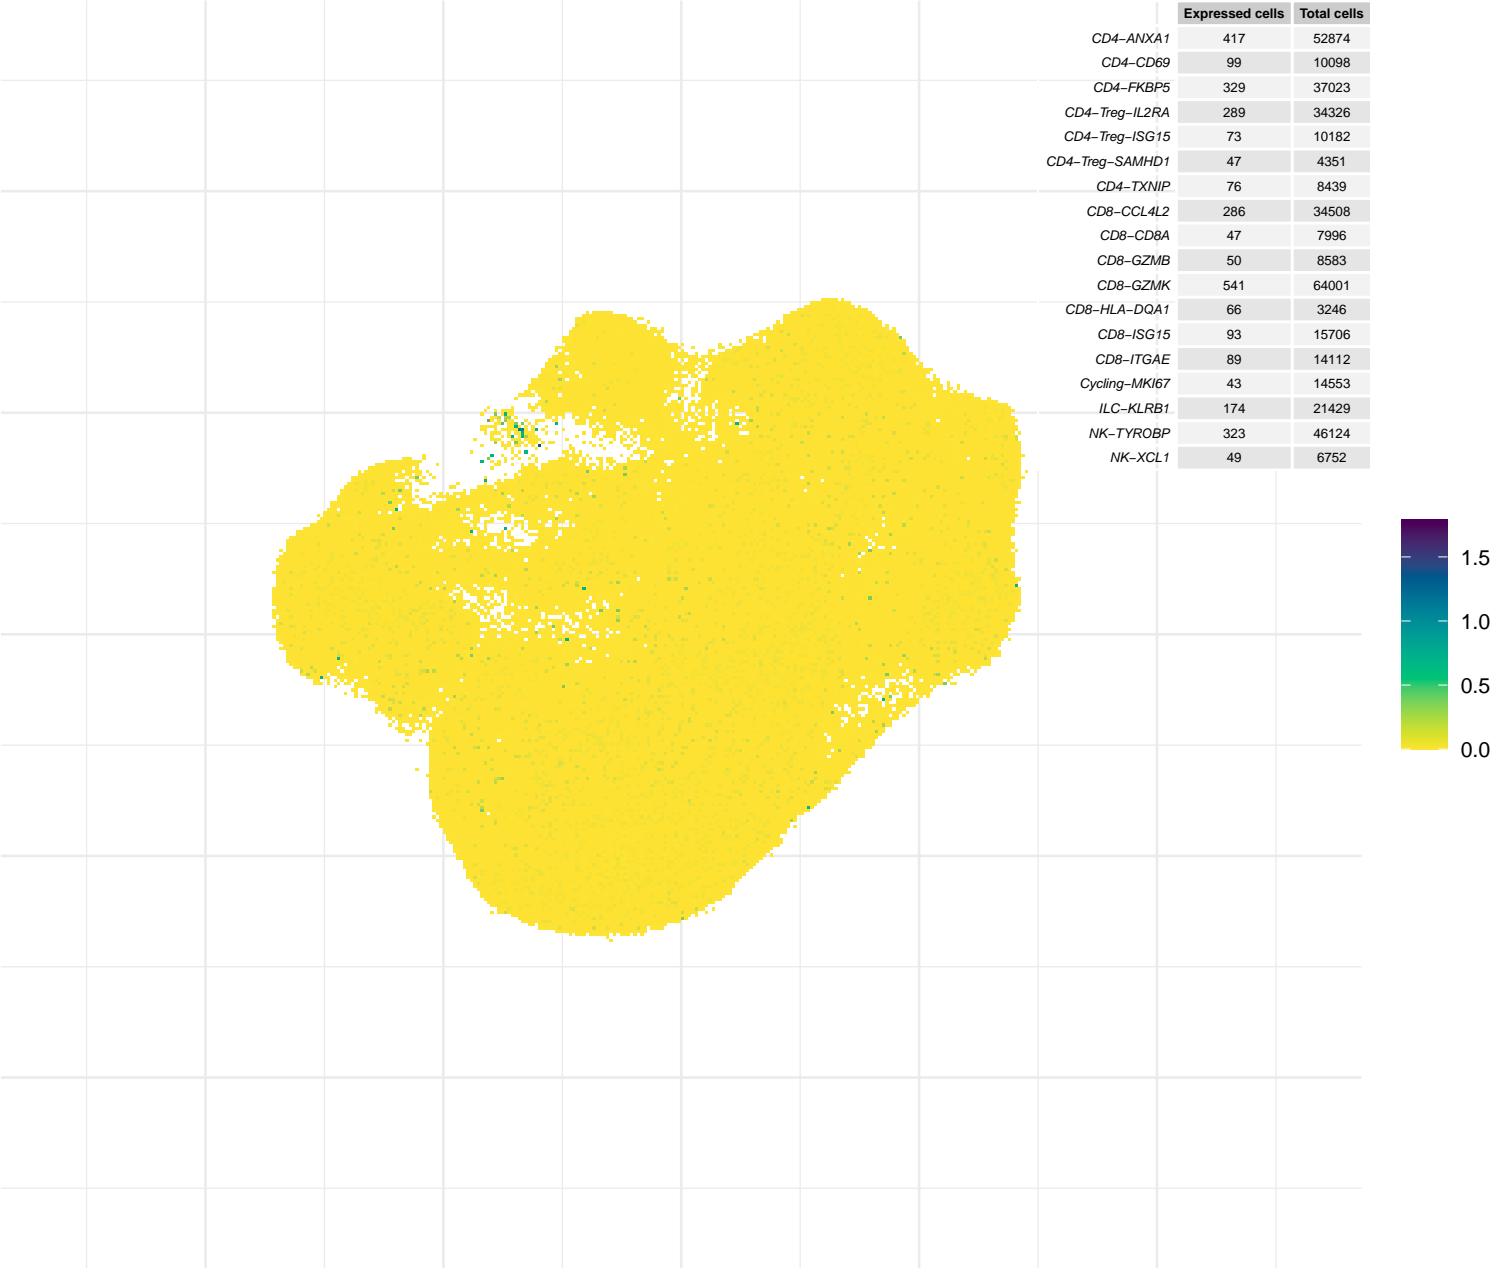 Expressed cells Total cells
CD4−ANXA1 417 52874
CD4−CD69 99 10098
CD4−FKBP5 329 37023
CD4−Treg−IL2RA 289 34326
CD4−Treg−ISG15 73 10182
CD4−Treg−SAMHD1 47 4351
CD4−TXNIP 76 8439
CD8−CCL4L2 286 34508
CD8−CD8A 47 7996
CD8−GZMB 50 8583
CD8−GZMK 541 64001
CD8−HLA−DQA1 66 3246
CD8−ISG15 93 15706
CD8−ITGAE 89 14112
Cycling−MKI67 43 14553
ILC−KLRB1 174 21429
NK−TYROBP 323 46124
NK−XCL1 49 6752
1.5
1.0
0.5
0.0